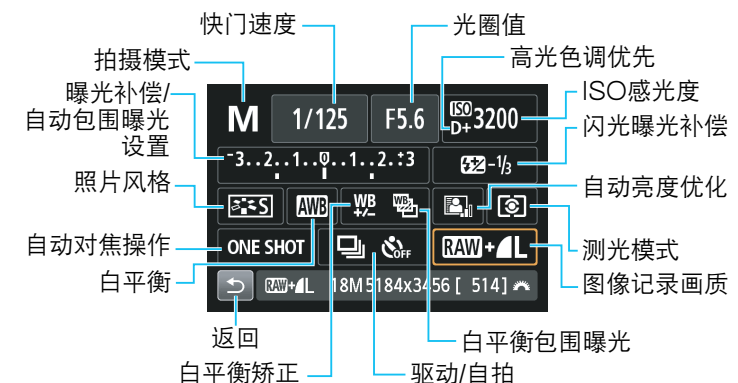 快门速度
光圈值
拍摄模式
高光色调优先
曝光补偿/
自动包围曝光
设置
ISO感光度
闪光曝光补偿
M 1/125 F5.6 ISO D+ 3200
-3..2..1..0..1..2.+3
-1/3
照片风格
自动亮度优化
S AWB WB +/- WB
自动对焦操作
测光模式
ONE SHOT OFF RAW+L
白平衡
图像记录画质
RAW+L 18M 5184x3456 [ 514]
返回
白平衡包围曝光
白平衡矫正
驱动/自拍